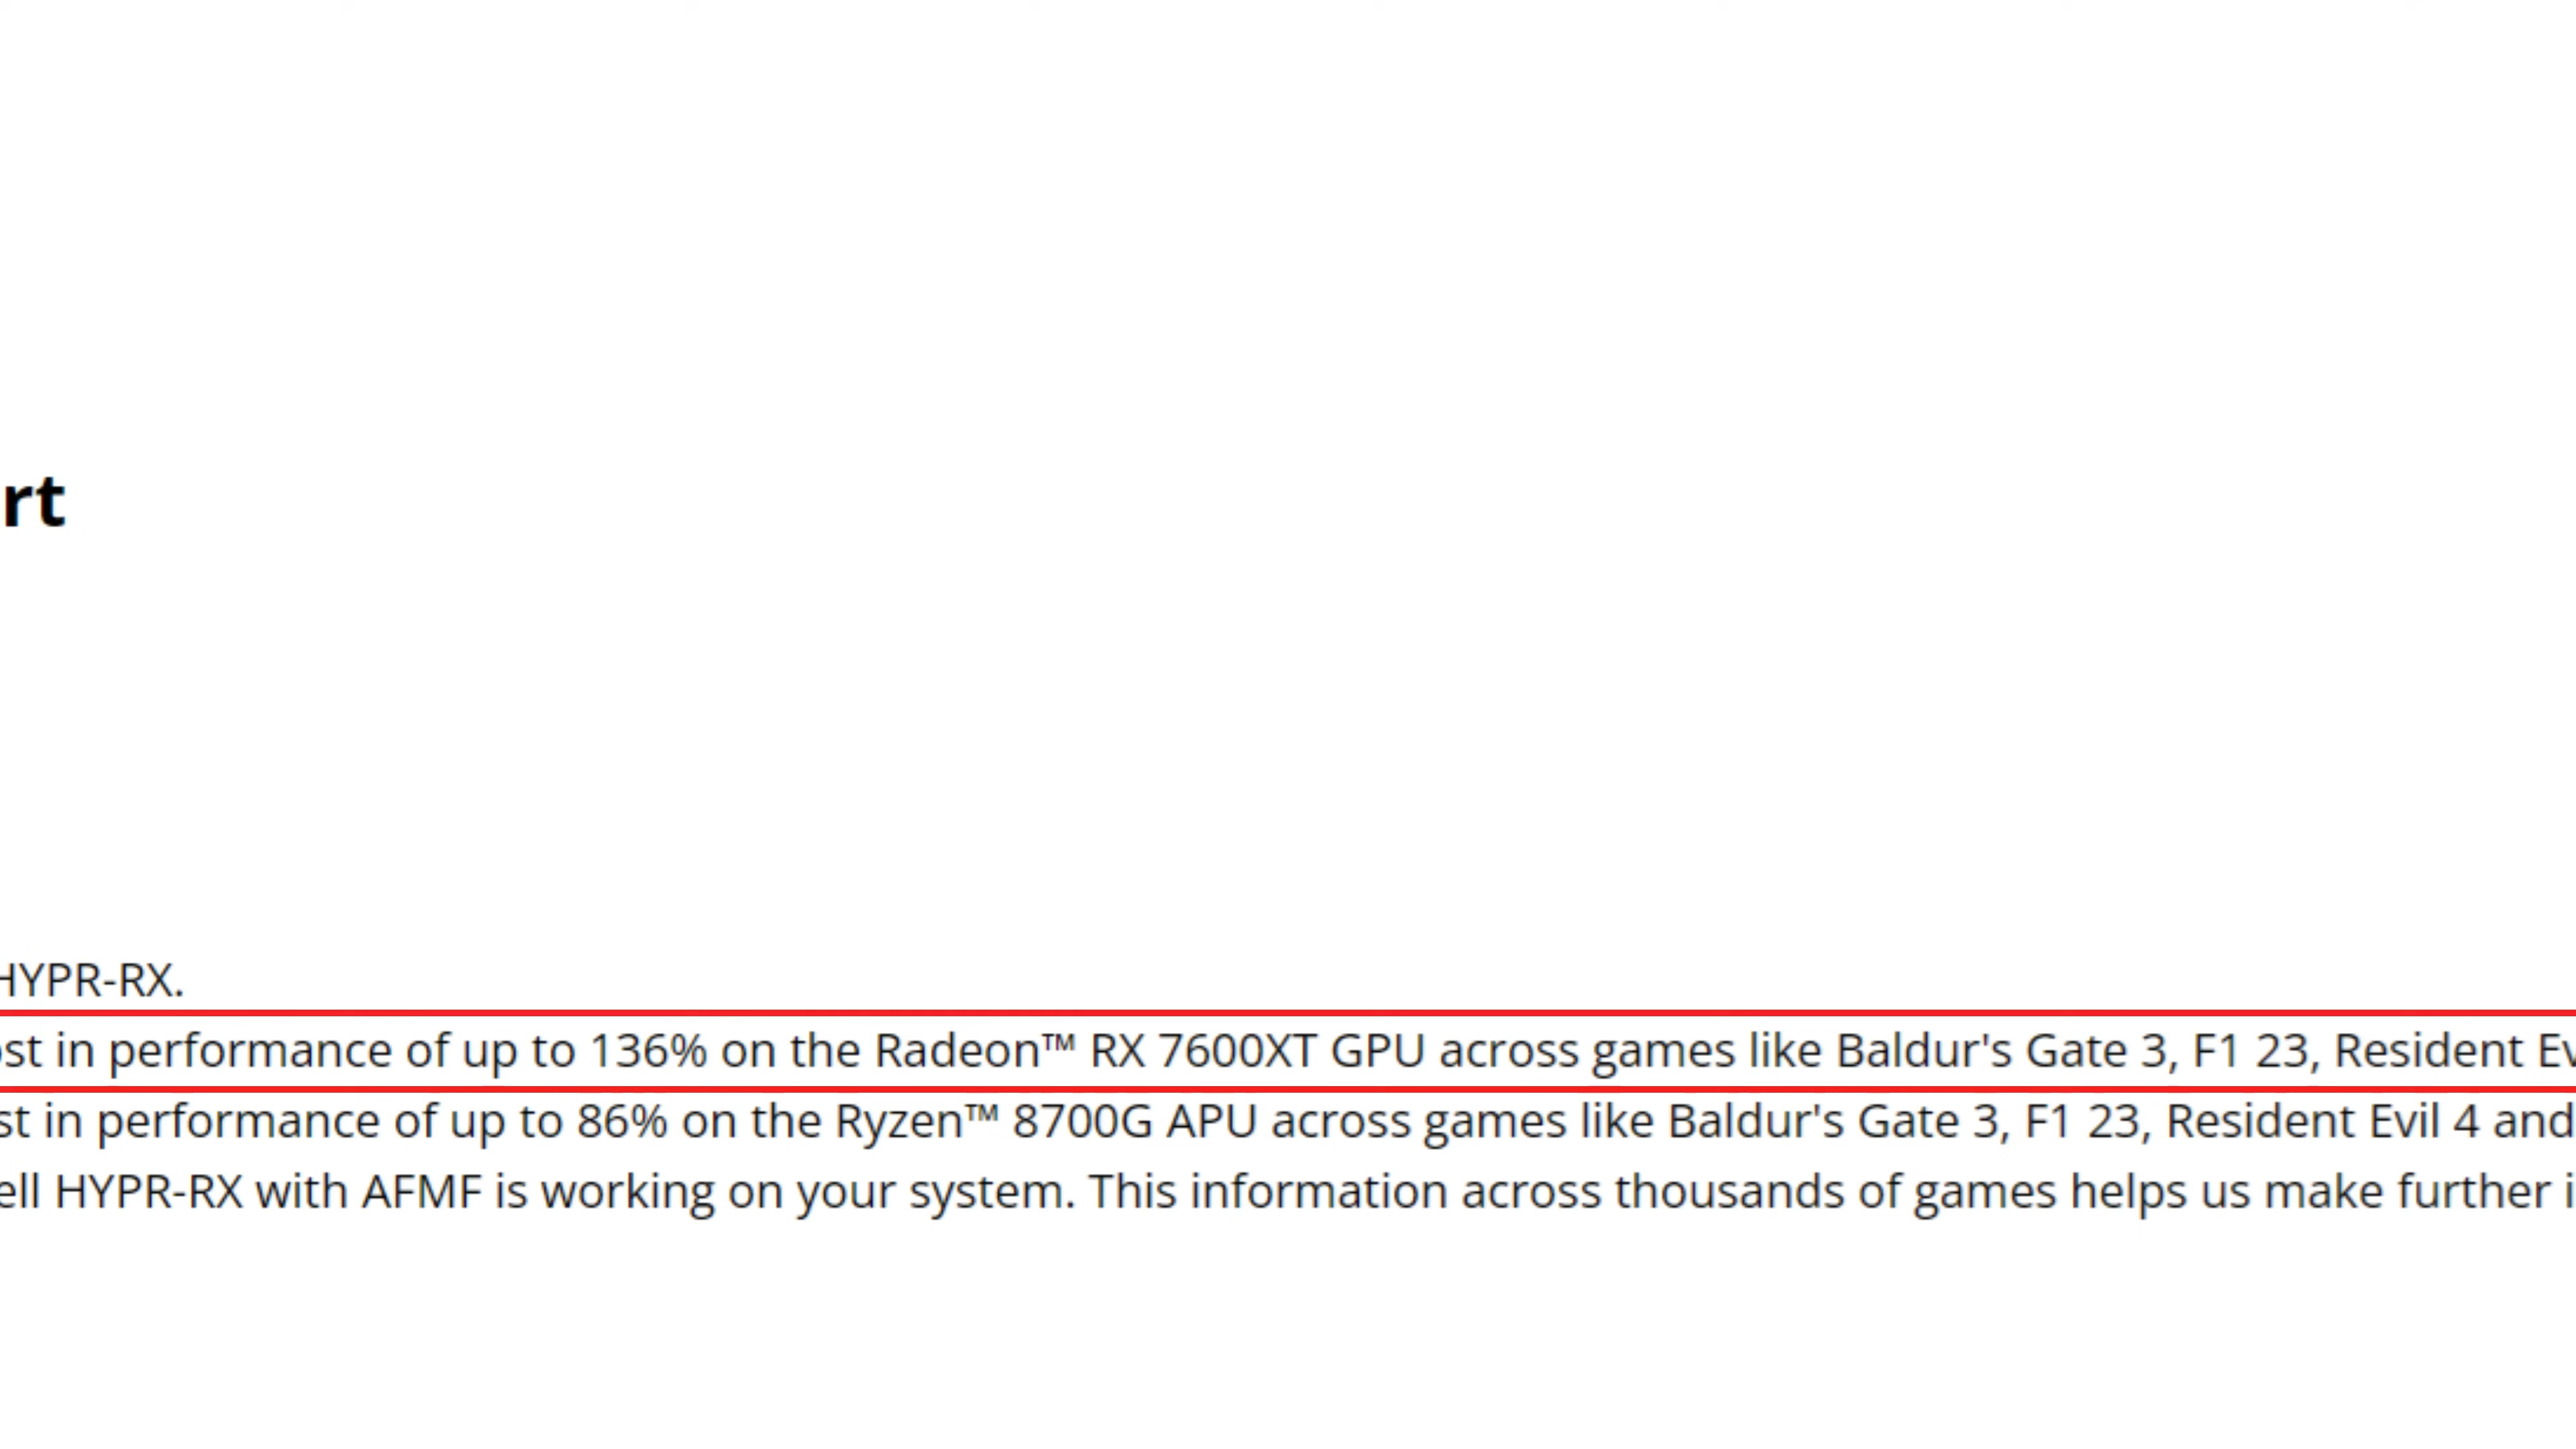 rt
HYPR-RX.
in performance of up to 136% on the Radeon™ RX 7600XT GPU across games like Baldur's Gate 3, F1 23, Resident
in performance of up to 86% on the Ryzen™ 8700G APU across games like Baldur's Gate 3, F1 23, Resident Evil 4 and
HYPR-RX with AFMF is working on your system. This information across thousands of games helps us make further